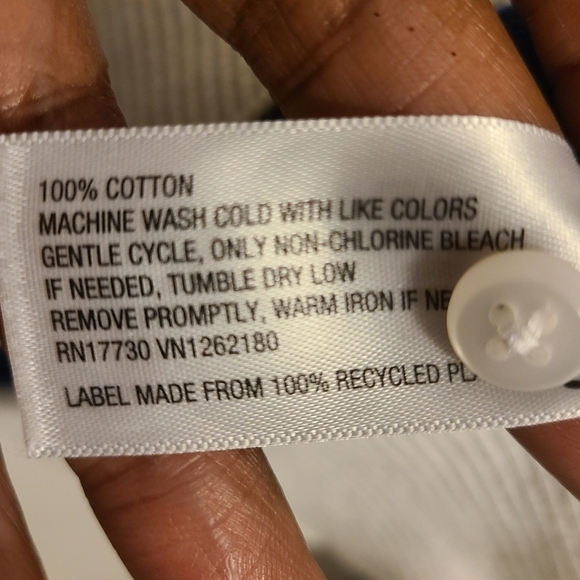 100% COTTON
MACHINE WASH COLD WITH LIKE COLORS
GENTLE CYCLE, ONLY NON-CHLORINE BLEACH
IF NEEDED, TUMBLE DRY LOW
REMOVE PROMPTLY, WARM IRON IF
RN17730 VN1262180
LABEL MADE FROM 100% RECYCLED